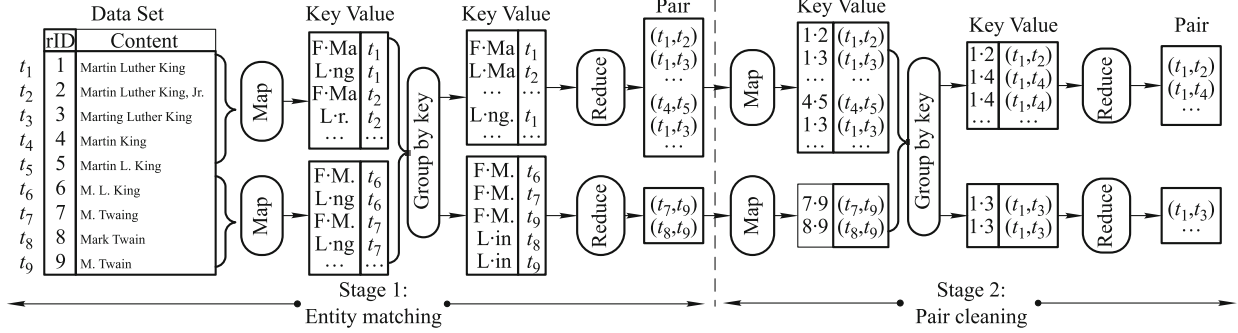 Data Set
rID Content
t1 1 Martin Luther King
t2 2 Martin Luther King, Jr.
t3 3 Marting Luther King
t4 4 Martin King
t5 5 Martin L. King
t6 6 M. L. King
t7 7 M. Twaing
t8 8 Mark Twain
t9 9 M. Twain
Map
Map
Key Value
F·Ma t1
L·ng t1
F·Ma t2
L·r. t2
... ...
F·M. t6
L·ng t6
F·M. t7
L·ng t7
... ...
Group by key
Key Value
F·Ma t1
L·Ma t2
... ...
L·ng. t1
F·M. t6
F·M. t7
F·M. t9
L·in t8
L·in t9
Reduce
Reduce
Pair
(t1,t2)
(t1,t3)
...
(t4,t5)
(t1,t3)
...
(t7,t9)
(t8,t9)
Stage 1:
Entity matching
Map
Map
Key Value
1·2 (t1,t2)
1·3 (t1,t3)
... ...
4·5 (t4,t5)
1·3 (t1,t3)
... ...
7·9 (t7,t9)
8·9 (t8,t9)
Group by key
Key Value
1·2 (t1,t2)
1·4 (t1,t4)
1·4 (t1,t4)
... ...
1·3 (t1,t3)
1·3 (t1,t3)
Reduce
Reduce
Pair
(t1,t2)
(t1,t4)
...
(t1,t3)
...
Stage 2:
Pair cleaning